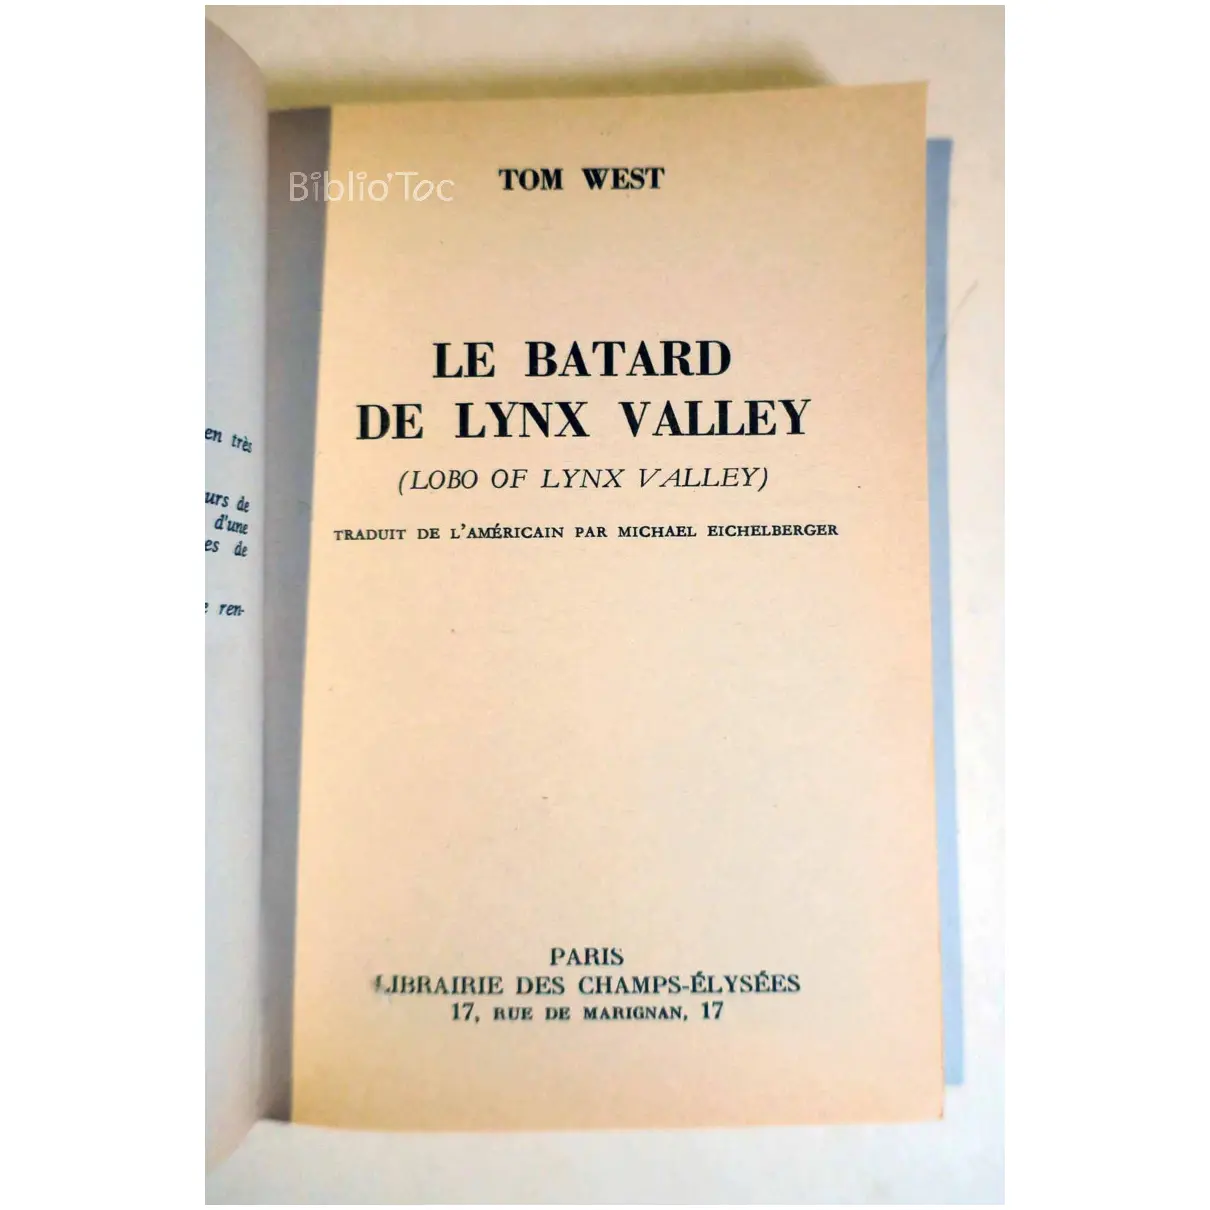 Biblio'Toc
TOM WEST
LE BATARD
DE LYNX VALLEY
(LOBO OF LYNX VALLEY)
TRADUIT DE L'AMÉRICAIN PAR MICHAEL EICHELBERGER
PARIS
LIBRAIRIE DES CHAMPS-ÉLYSÉES
17, RUE DE MARIGNAN, 17
en très
urs de
d'une
es de
ren-